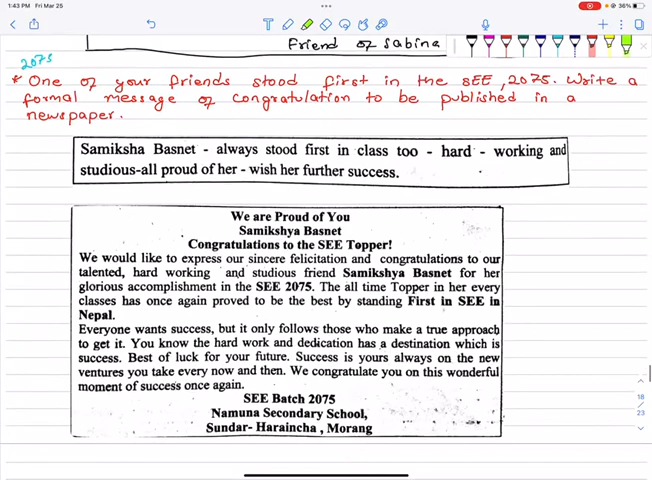 1:43 PM Fri Mar 25
36%
Friend of Sabina
2075
* One of your friends stood first in the SEE, 2075. Write a
formal message of congratulation to be published in a
newspaper.
Samiksha Basnet - always stood first in class too - hard - working and
studious-all proud of her - wish her further success.
We are Proud of You
Samikshya Basnet
Congratulations to the SEE Topper!
We would like to express our sincere felicitation and congratulations to our
talented, hard working and studious friend Samikshya Basnet for her
glorious accomplishment in the SEE 2075. The all time Topper in her every
classes has once again proved to be the best by standing First in SEE in
Nepal.
Everyone wants success, but it only follows those who make a true approach
to get it. You know the hard work and dedication has a destination which is
success. Best of luck for your future. Success is yours always on the new
ventures you take every now and then. We congratulate you on this wonderful
moment of success once again.
SEE Batch 2075
Namuna Secondary School,
Sundar- Haraincha , Morang
18
23